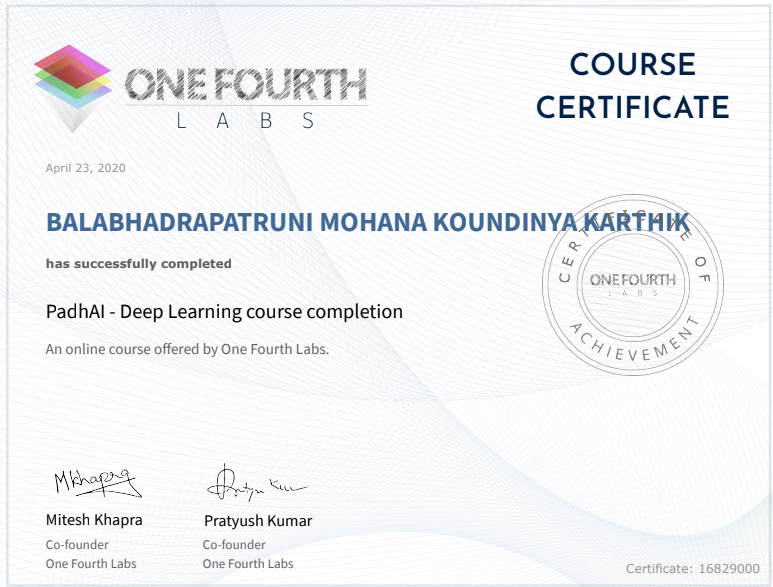 ONE FOURTH
LABS
COURSE
CERTIFICATE
April 23, 2020
BALABHADRAPATRUNI MOHANA KOUNDINYA KARTHIK
has successfully completed
PadhAI - Deep Learning course completion
An online course offered by One Fourth Labs.
CERTIFICATE OF
ONE FOURTH
LABS
ACHIEVEMENT
MKhapra
Pratyush Kumar
Mitesh Khapra
Pratyush Kumar
Co-founder
Co-founder
One Fourth Labs
One Fourth Labs
Certificate: 16829000